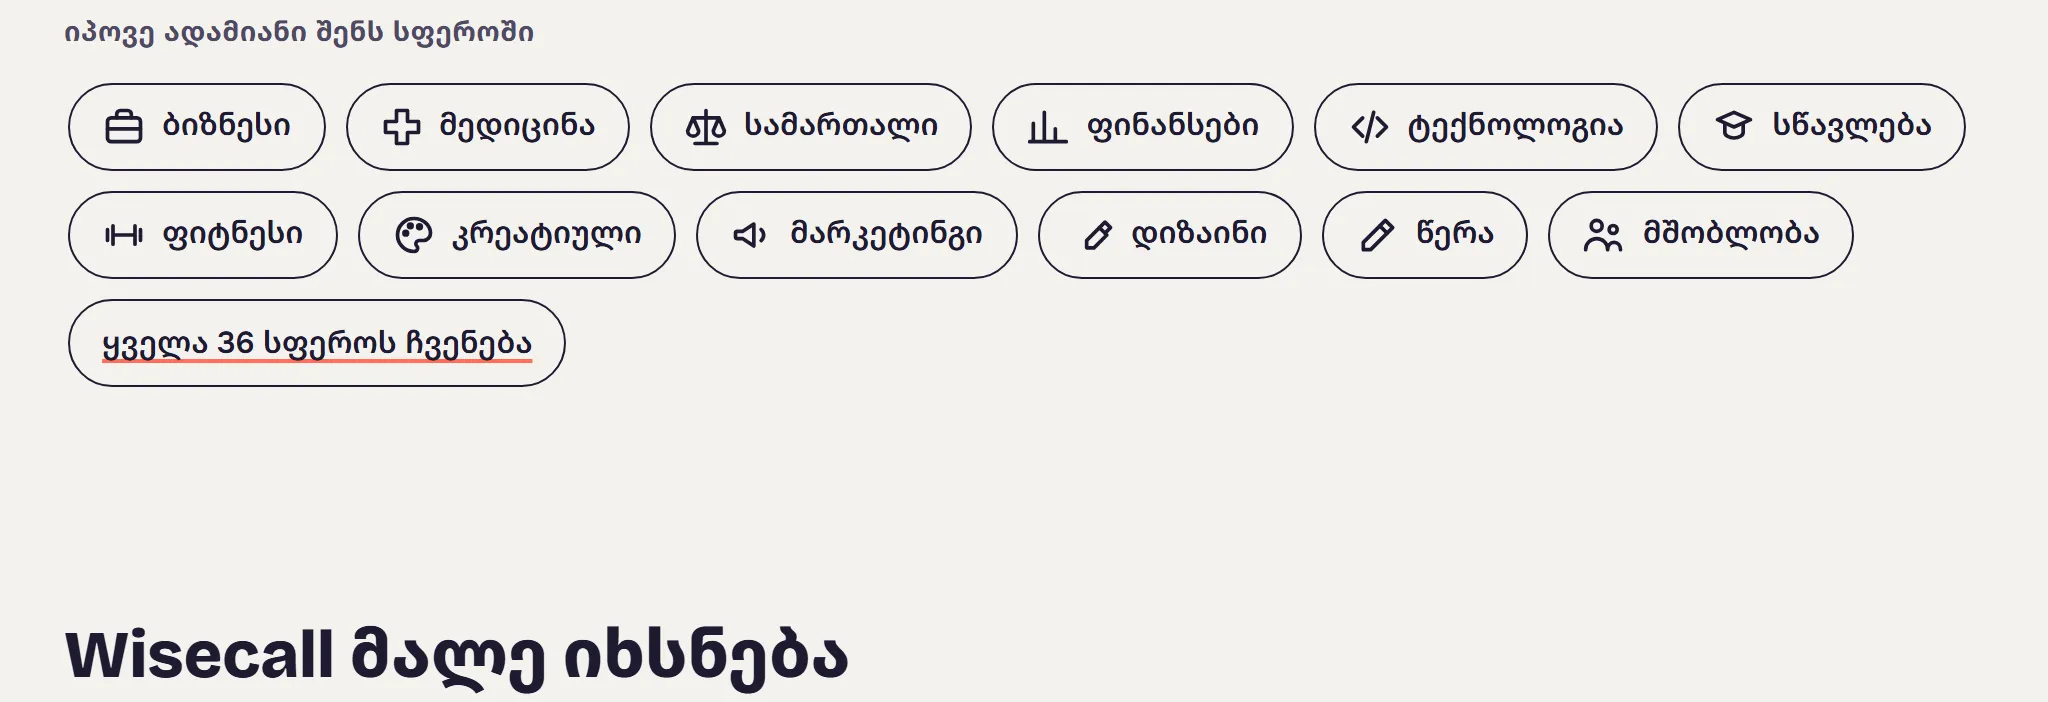 იპოვე ადამიანი შენს სფეროში
ბიზნესი მედიცინა სამართალი ფინანსები ტექნოლოგია სწავლება
ფიტნესი კრეატიული მარკეტინგი დიზაინი წერა მშობლობა
ყველა 36 სფეროს ჩვენება
Wisecall მალე იხსნება